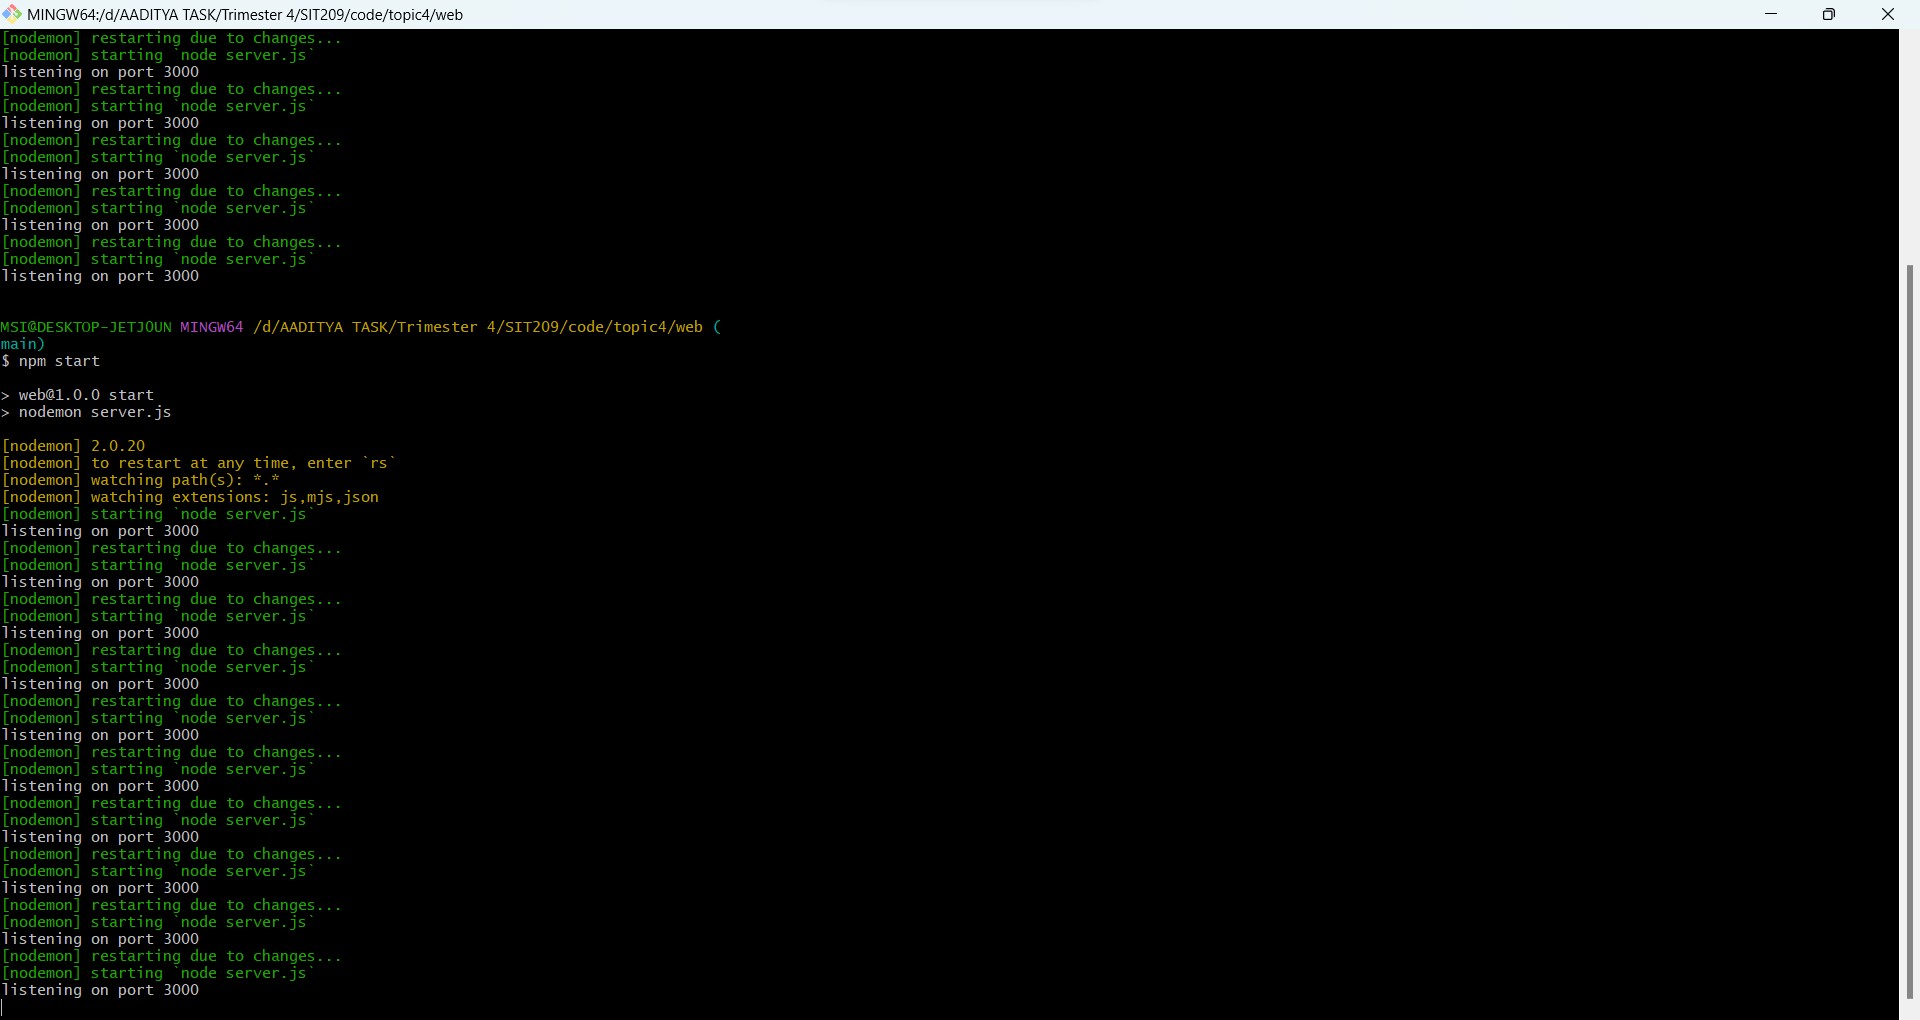 MINGW64:/d/AADITYA TASK/Trimester 4/SIT209/code/topic4/web
[nodemon] restarting due to changes...
[nodemon] starting `node server.js`
listening on port 3000
[nodemon] restarting due to changes...
[nodemon] starting `node server.js`
listening on port 3000
[nodemon] restarting due to changes...
[nodemon] starting `node server.js`
listening on port 3000
[nodemon] restarting due to changes...
[nodemon] starting `node server.js`
listening on port 3000
[nodemon] restarting due to changes...
[nodemon] starting `node server.js`
listening on port 3000
MSI@DESKTOP-JETJOUN MINGW64 /d/AADITYA TASK/Trimester 4/SIT209/code/topic4/web (
main)
$ npm start
> web@1.0.0 start
> nodemon server.js
[nodemon] 2.0.20
[nodemon] to restart at any time, enter `rs`
[nodemon] watching path(s): *.*
[nodemon] watching extensions: js,mjs,json
[nodemon] starting `node server.js`
listening on port 3000
[nodemon] restarting due to changes...
[nodemon] starting `node server.js`
listening on port 3000
[nodemon] restarting due to changes...
[nodemon] starting `node server.js`
listening on port 3000
[nodemon] restarting due to changes...
[nodemon] starting `node server.js`
listening on port 3000
[nodemon] restarting due to changes...
[nodemon] starting `node server.js`
listening on port 3000
[nodemon] restarting due to changes...
[nodemon] starting `node server.js`
listening on port 3000
[nodemon] restarting due to changes...
[nodemon] starting `node server.js`
listening on port 3000
[nodemon] restarting due to changes...
[nodemon] starting `node server.js`
listening on port 3000
[nodemon] restarting due to changes...
[nodemon] starting `node server.js`
listening on port 3000
[nodemon] restarting due to changes...
[nodemon] starting `node server.js`
listening on port 3000